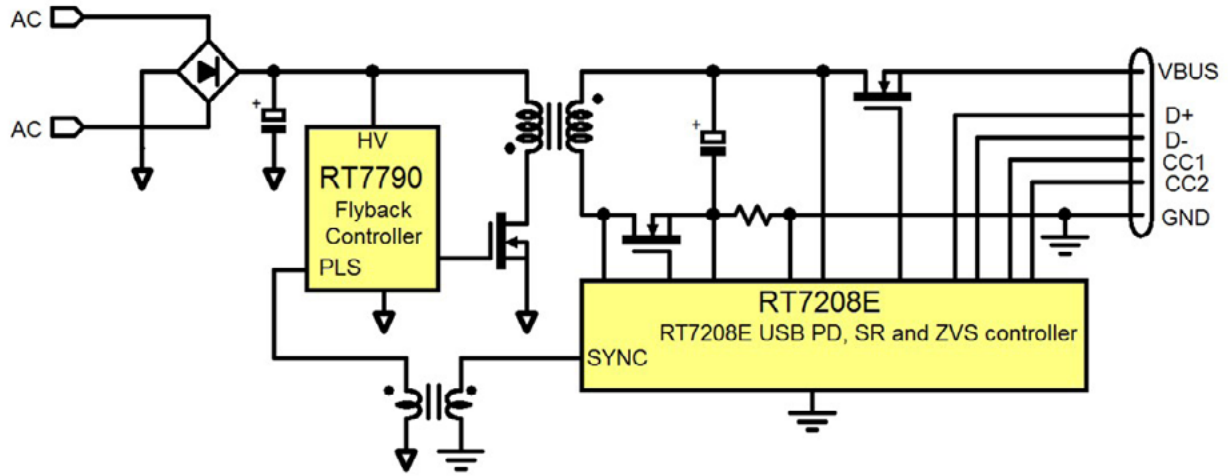 AC
AC
+
HV
RT7790
Flyback
Controller
PLS
+
VBUS
D+
D-
CC1
CC2
GND
RT7208E
RT7208E USB PD, SR and ZVS controller
SYNC